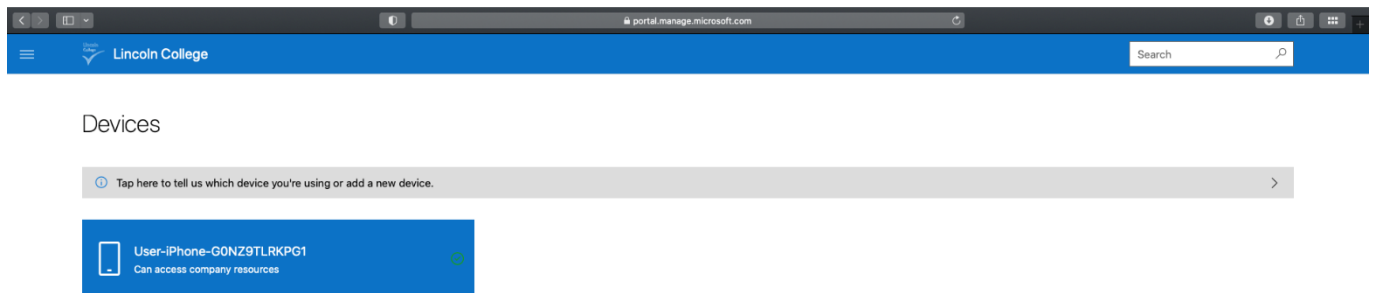 portal.manage.microsoft.com
Lincoln College
Search
Devices
Tap here to tell us which device you're using or add a new device.
User-iPhone-G0NZ9TLRKPG1
Can access company resources